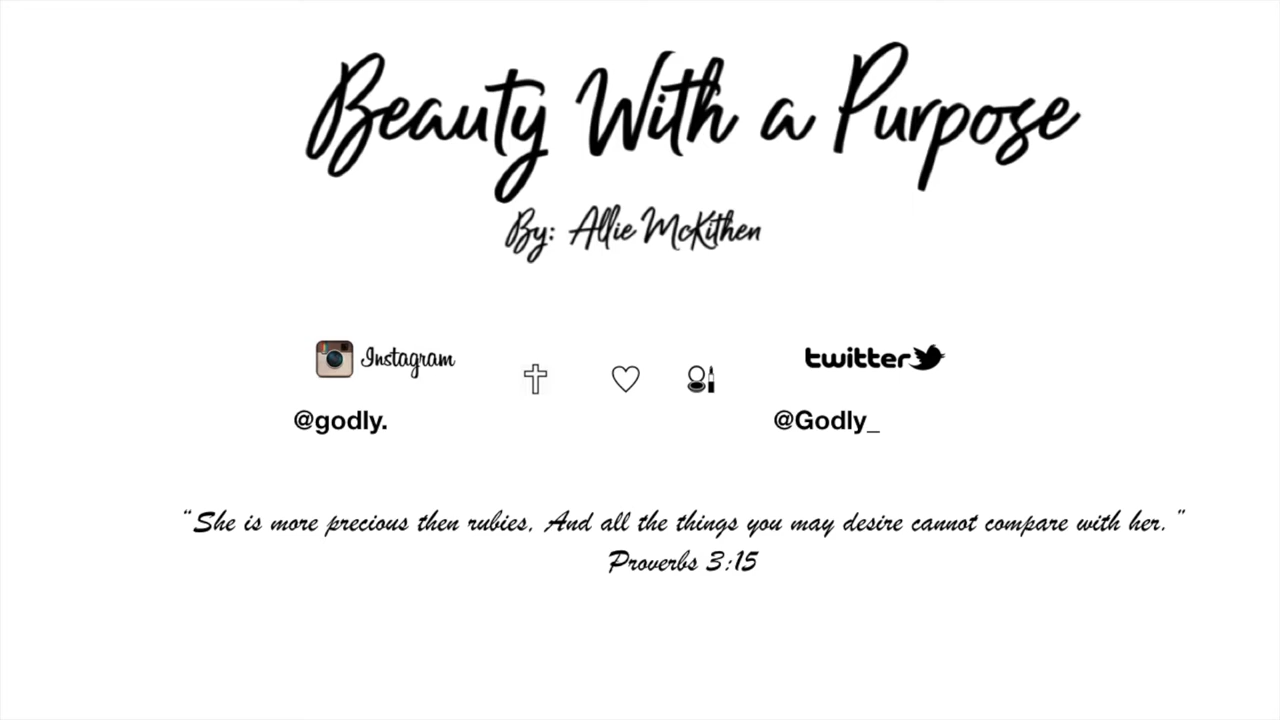 Beauty With a Purpose
By: Allie McKithen
Instagram
twitter
@godly.
@Godly_
“She is more precious then rubies, And all the things you may desire cannot compare with her.”
Proverbs 3:15